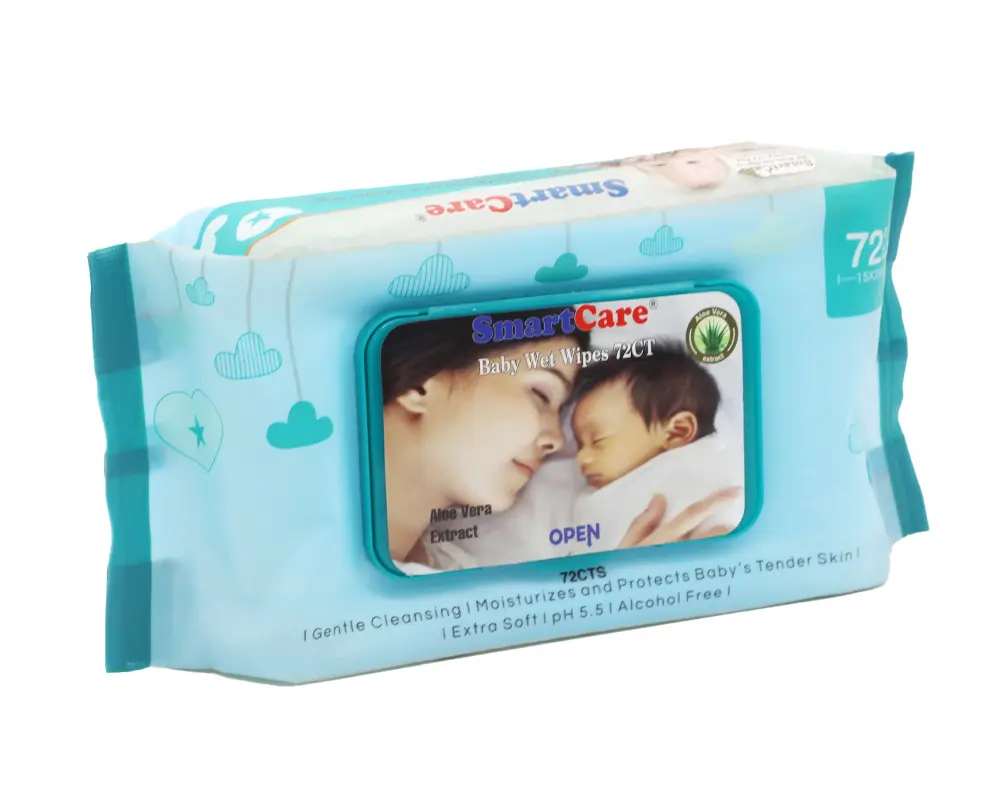 SmartCare®
72
SmartCare®
Baby Wet Wipes 72CT
Aloe Vera
extract
Aloe Vera
Extract
OPEN
72CTS
| Gentle Cleansing | Moisturizes and Protects Baby's Tender Skin |
| Extra Soft | pH 5.5 | Alcohol Free |